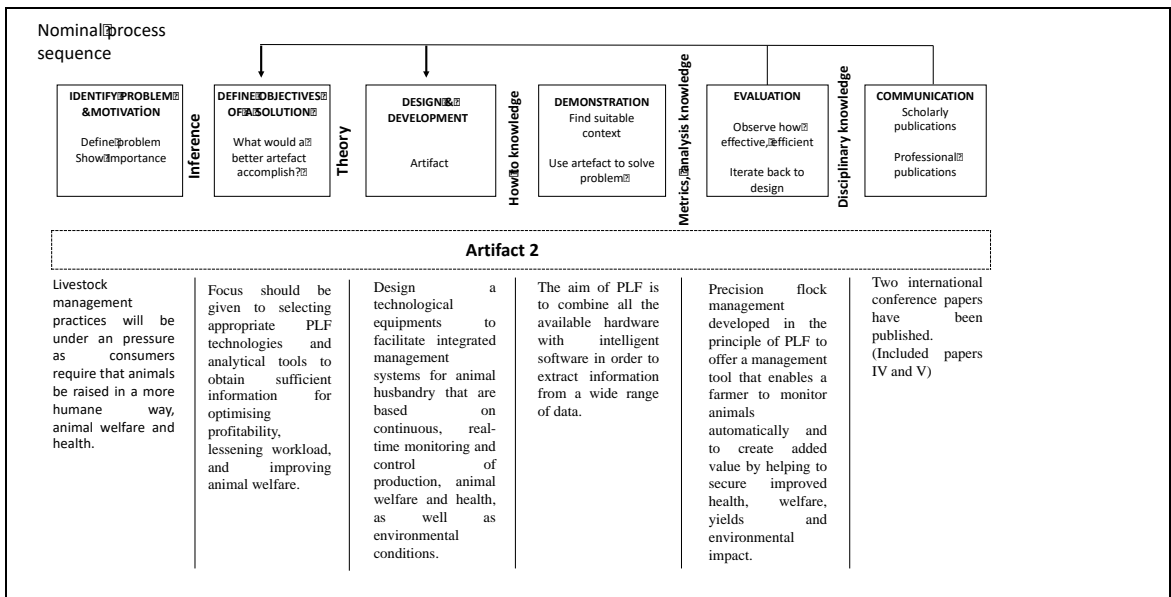 Nominal process
sequence
IDENTIFY PROBLEM
&MOTIVATİON
Define problem
Show Importance
Inference
DEFINE OBJECTIVES
OF A SOLUTION
What would a
better artefact
accomplish?
Theory
DESIGN &
DEVELOPMENT
Artifact
How to knowledge
DEMONSTRATION
Find suitable
context
Use artefact to solve
problem
Metrics, analysis knowledge
EVALUATION
Observe how
effective, efficient
Iterate back to
design
Disciplinary knowledge
COMMUNICATION
Scholarly
publications
Professional
publications
Artifact 2
Livestock
management
practices will be
under an pressure
as consumers
require that animals
be raised in a more
humane way,
animal welfare and
health.
Focus should be
given to selecting
appropriate PLF
technologies and
analytical tools to
obtain sufficient
information for
optimising
profitability,
lessening workload,
and improving
animal welfare.
Design a
technological
equipments to
facilitate integrated
management
systems for animal
husbandry that are
based on
continuous, real-
time monitoring and
control of
production, animal
welfare and health,
as well as
environmental
conditions.
The aim of PLF is
to combine all the
available hardware
with intelligent
software in order to
extract information
from a wide range
of data.
Precision flock
management
developed in the
principle of PLF to
offer a management
tool that enables a
farmer to monitor
animals
automatically and
to create added
value by helping to
secure improved
health, welfare,
yields and
environmental
impact.
Two international
conference papers
have been
published.
(Included papers
IV and V)